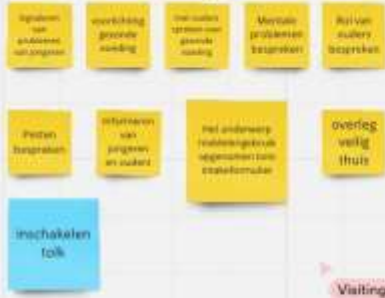 Signaleren
van
problemen
van jongeren
voorlichting
gezonde
voeding
met ouders
spreken over
gezonde
voeding
Mentale
problemen
bespreken
Rol van
ouders
bespreken
Pesten
bespreken
Informeren
van
jongeren
en ouders
Het onderwerp
middelengebruik
opgenomen
intakeformulier
overleg
veilig
thuis
inschakelen
tolk
Visiting